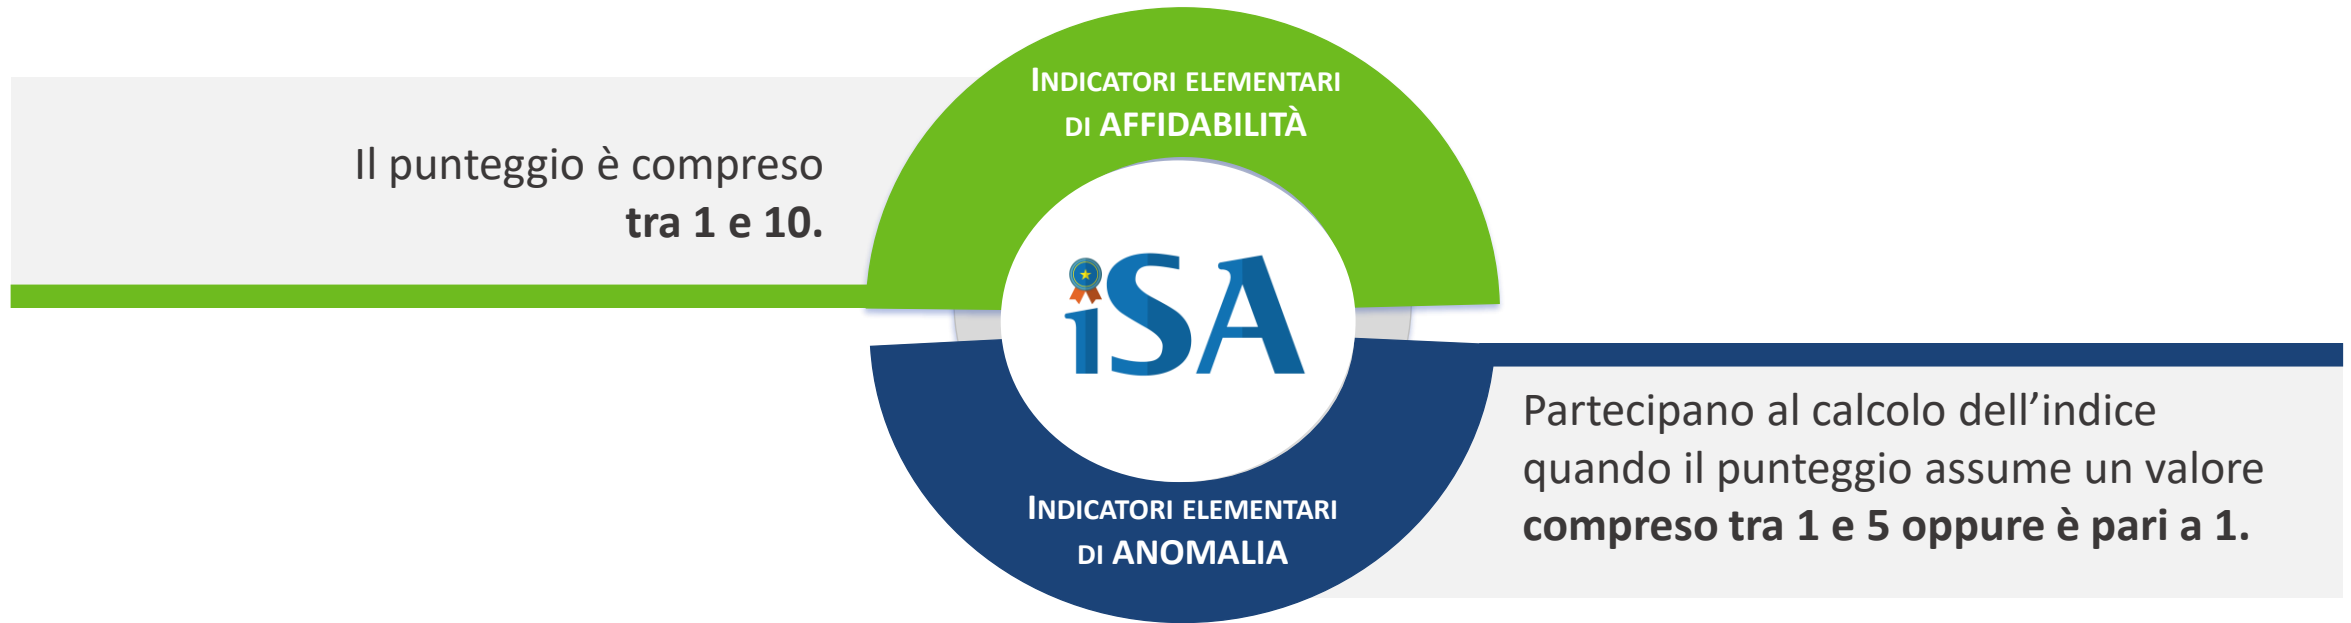 INDICATORI ELEMENTARI
DI AFFIDABILITÀ
Il punteggio è compreso
tra 1 e 10.
iSA
Partecipano al calcolo dell’indice
quando il punteggio assume un valore
compreso tra 1 e 5 oppure è pari a 1.
INDICATORI ELEMENTARI
DI ANOMALIA